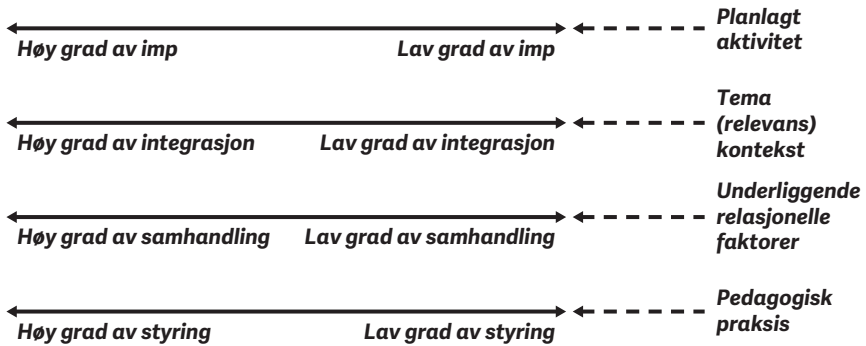 Planlagt
aktivitet
Høy grad av imp Lav grad av imp
Tema
(relevans)
kontekst
Høy grad av integrasjon Lav grad av integrasjon
Underliggende
relasjonelle
faktorer
Høy grad av samhandling Lav grad av samhandling
Pedagogisk
praksis
Høy grad av styring Lav grad av styring